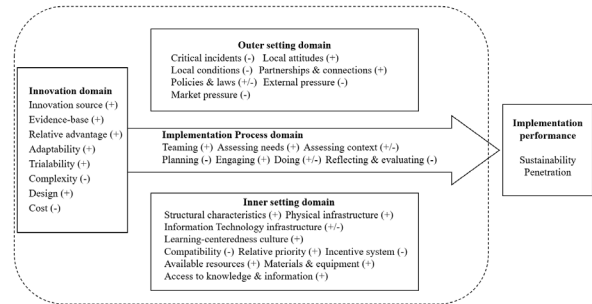 Outer setting domain
Critical incidents (-) Local attitudes (+)
Local conditions (-) Partnerships & connections (+)
Policies & laws (+/-) External pressure (-)
Market pressure (-)
Innovation domain
Innovation source (+)
Evidence-base (+)
Relative advantage (+)
Adaptability (+)
Trialability (+)
Complexity (-)
Design (+)
Cost (-)
Implementation Process domain
Teaming (+) Assessing needs (+) Assessing context (+/-)
Planning (-) Engaging (+) Doing (+/-) Reflecting & evaluating (-)
Implementation
performance
Sustainability
Penetration
Inner setting domain
Structural characteristics (+) Physical infrastructure (+)
Information Technology infrastructure (+/-)
Learning-centeredness culture (+)
Compatibility (-) Relative priority (+) Incentive system (-)
Available resources (+) Materials & equipment (+)
Access to knowledge & information (+)